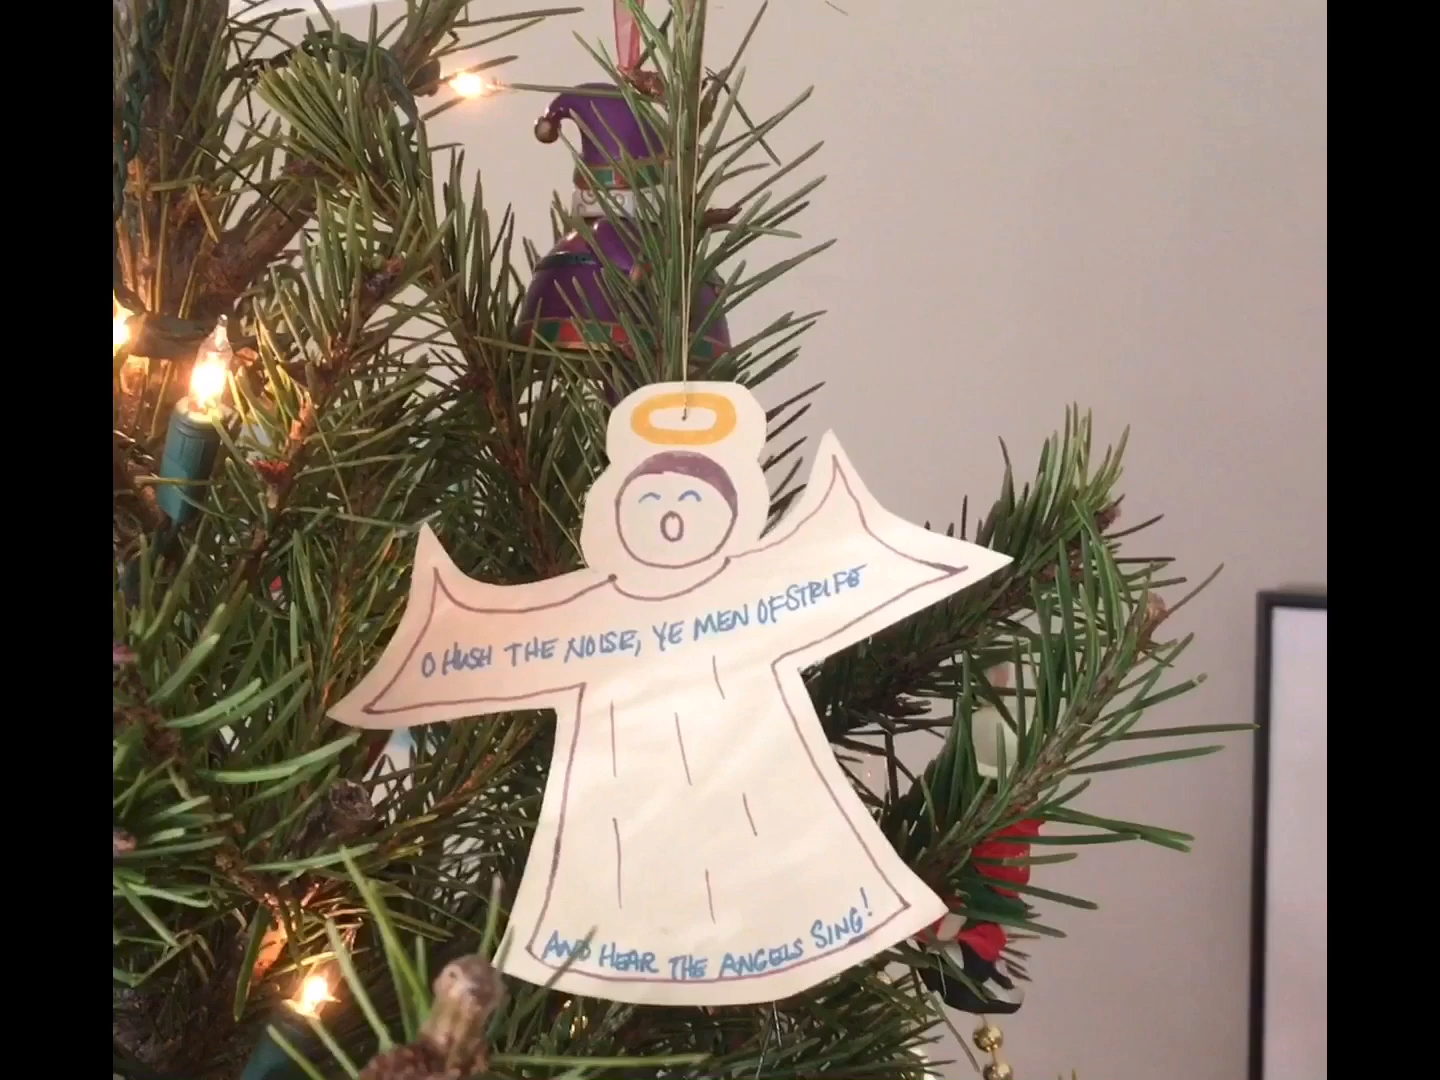 O HUSH THE NOISE, YE MEN OF STRIFE
AND HEAR THE ANGELS SING!